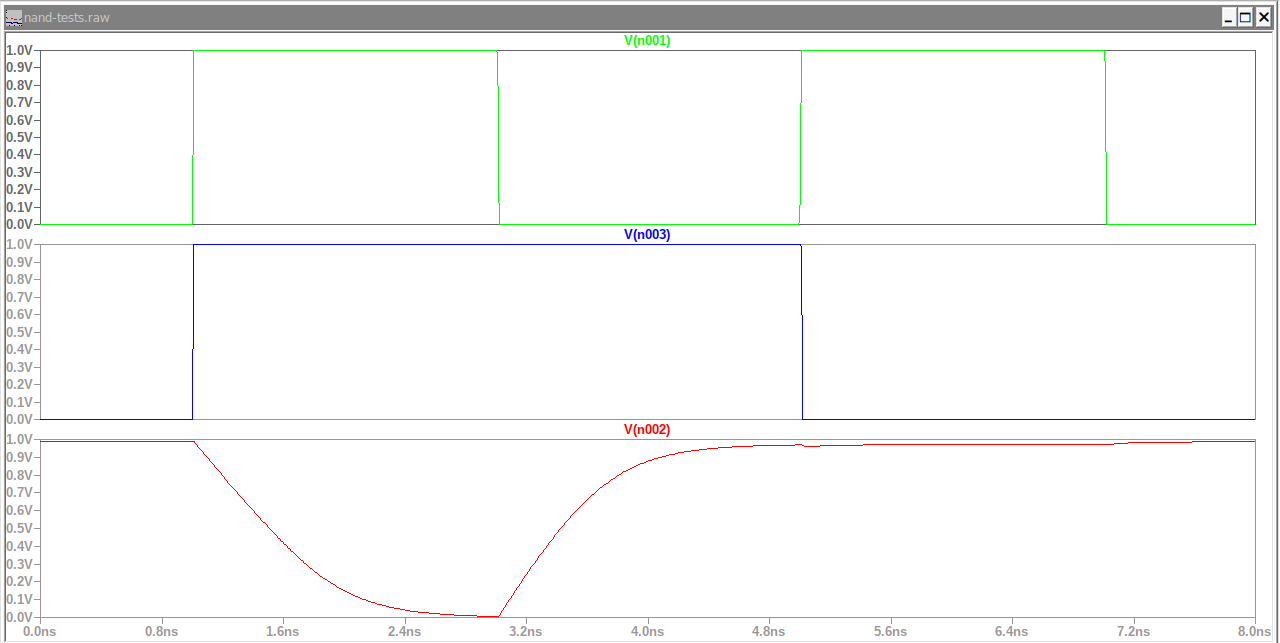 nand-tests.raw
V(n001)
1.0V
0.9V
0.8V
0.7V
0.6V
0.5V
0.4V
0.3V
0.2V
0.1V
0.0V
V(n003)
1.0V
0.9V
0.8V
0.7V
0.6V
0.5V
0.4V
0.3V
0.2V
0.1V
0.0V
V(n002)
1.0V
0.9V
0.8V
0.7V
0.6V
0.5V
0.4V
0.3V
0.2V
0.1V
0.0V
0.0ns 0.8ns 1.6ns 2.4ns 3.2ns 4.0ns 4.8ns 5.6ns 6.4ns 7.2ns 8.0ns